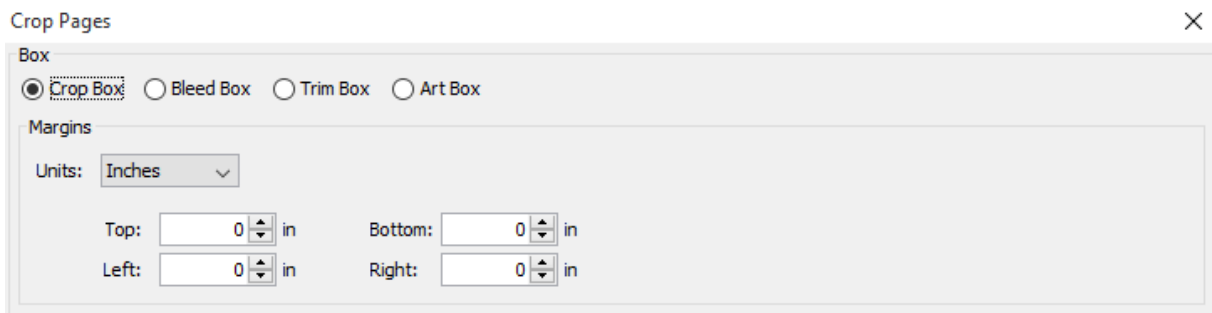 Crop Pages
Box
Crop Box Bleed Box Trim Box Art Box
Margins
Units: Inches
Top: 0 in Bottom: 0 in
Left: 0 in Right: 0 in